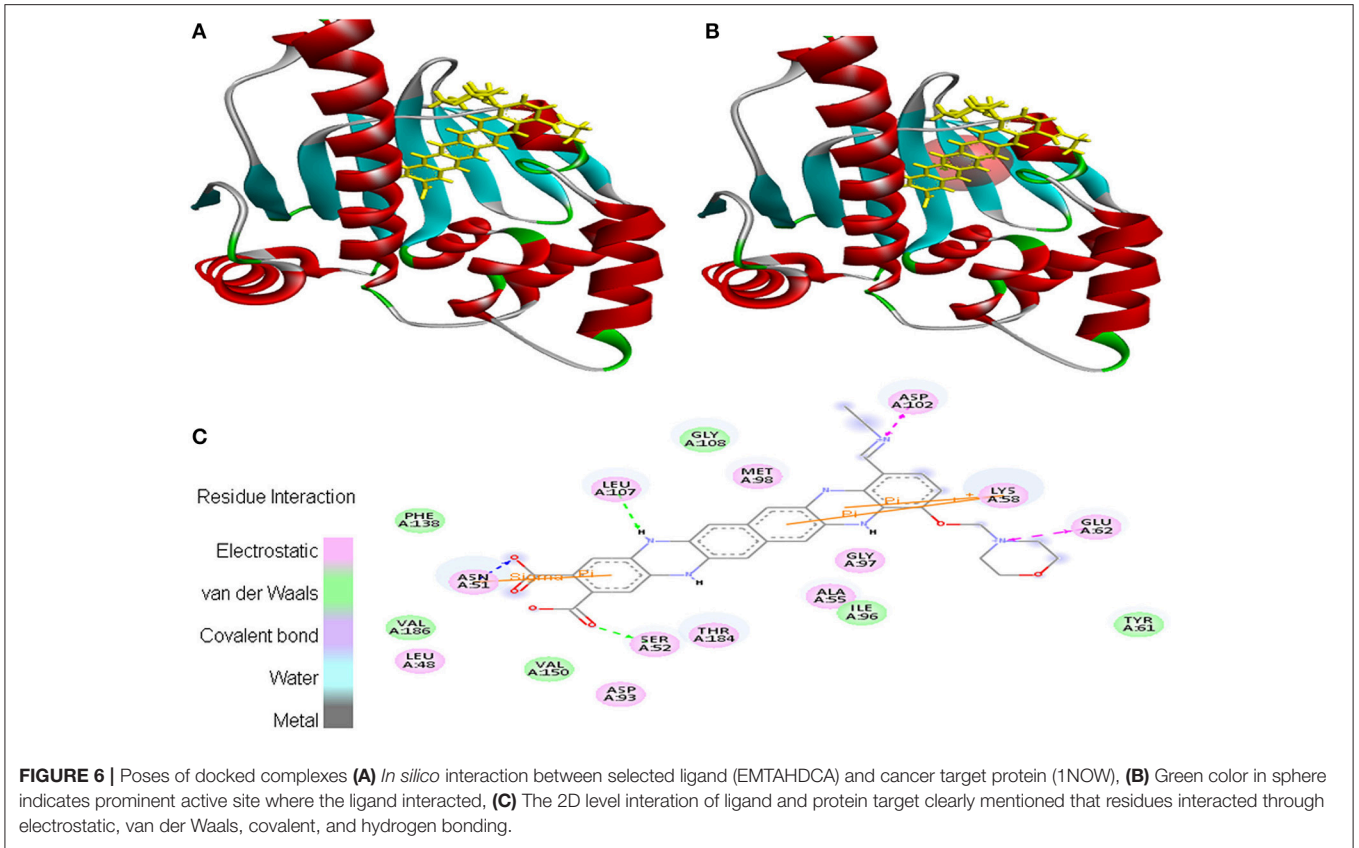 A
B
C
Residue Interaction
Electrostatic
van der Waals
Covalent bond
Water
Metal
ASP
A:102
GLY
A:108
MET
A:98
LEU
A:107
LYS
A:58
Pi
+
Pi
GLU
A:62
PHE
A:138
N
H
N
N
H
N
O
N
O
GLY
A:97
ASN
A:51
O
O
Sigma Pi
N
H
ALA
A:55
ILE
A:96
TYR
A:61
VAL
A:186
LEU
A:48
O
O
SER
A:52
THR
A:184
VAL
A:150
ASP
A:93
FIGURE 6 | Poses of docked complexes (A) In silico interaction between selected ligand (EMTAHDCA) and cancer target protein (1NOW), (B) Green color in sphere
indicates prominent active site where the ligand interacted, (C) The 2D level interation of ligand and protein target clearly mentioned that residues interacted through
electrostatic, van der Waals, covalent, and hydrogen bonding.